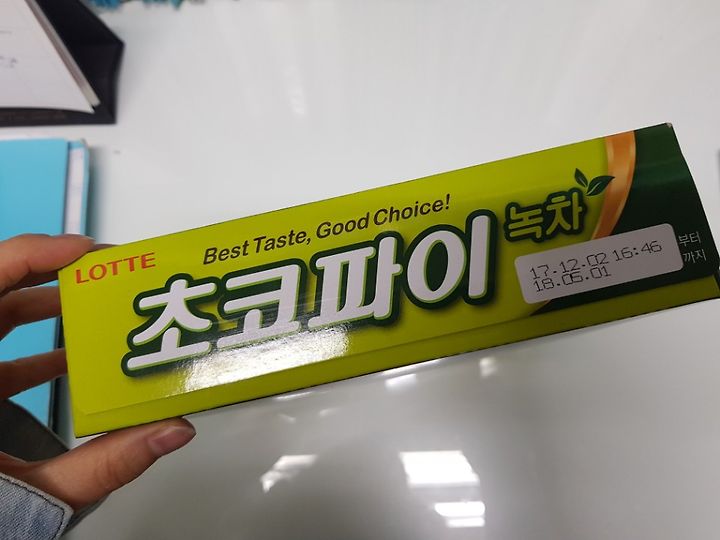 LOTTE
Best Taste, Good Choice!
초코파이 녹차
17.12.02 16:46 부터
18.06.01 까지